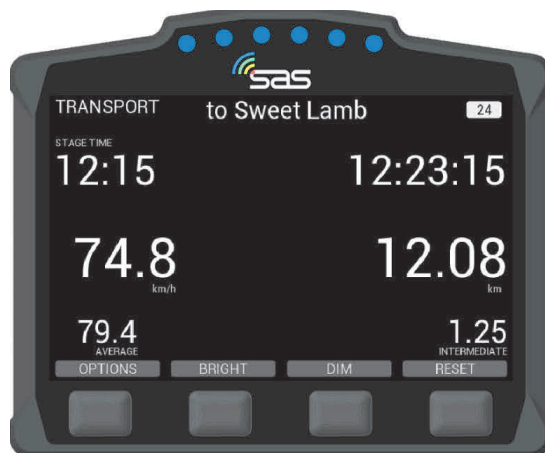 sas
TRANSPORT to Sweet Lamb 24
STAGE TIME
12:15 12:23:15
74.8 12.08
km/h km
79.4 1.25
AVERAGE INTERMEDIATE
OPTIONS BRIGHT DIM RESET